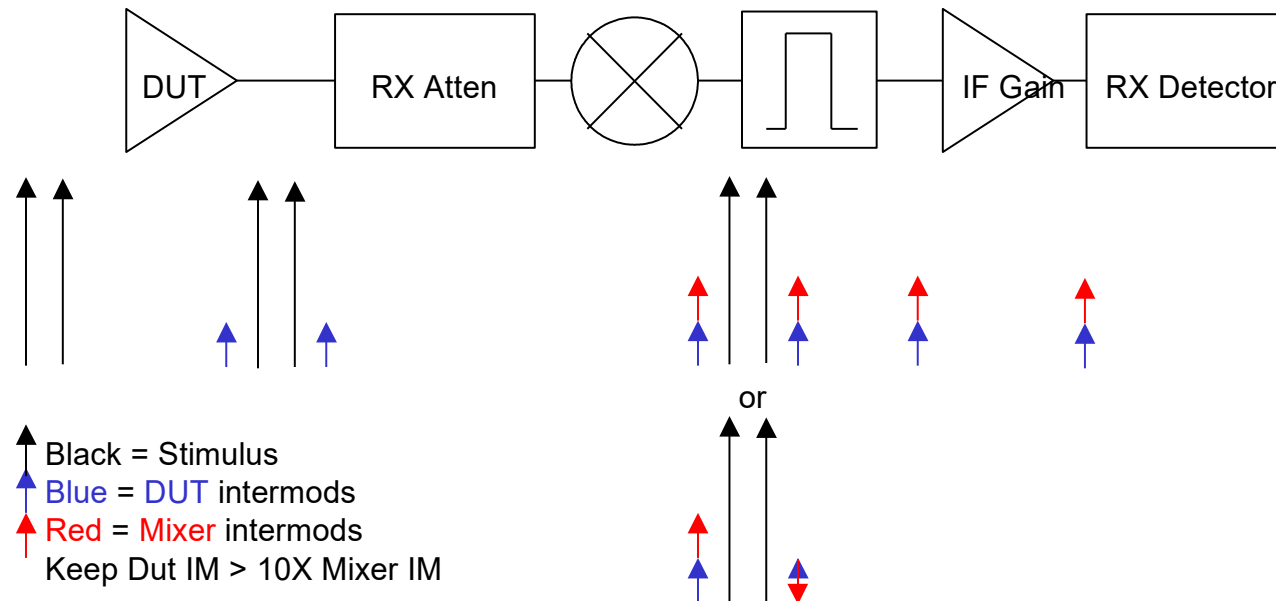 DUT
RX Atten
IF Gain
RX Detector
or
Black = Stimulus
Blue = DUT intermods
Red = Mixer intermods
Keep Dut IM > 10X Mixer IM